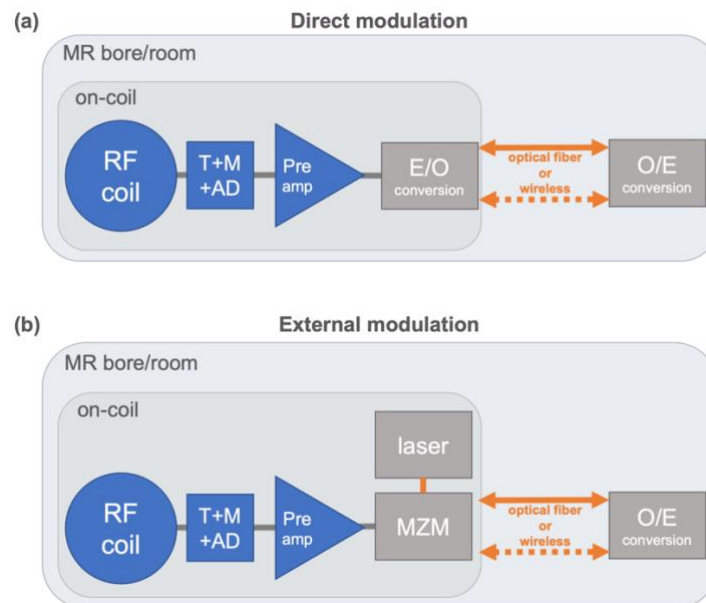 (a)
Direct modulation
MR bore/room
on-coil
RF
coil
T+M
+AD
Pre
amp
E/O
conversion
optical fiber
or
wireless
O/E
conversion
(b)
External modulation
MR bore/room
on-coil
laser
RF
coil
T+M
+AD
Pre
amp
MZM
optical fiber
or
wireless
O/E
conversion